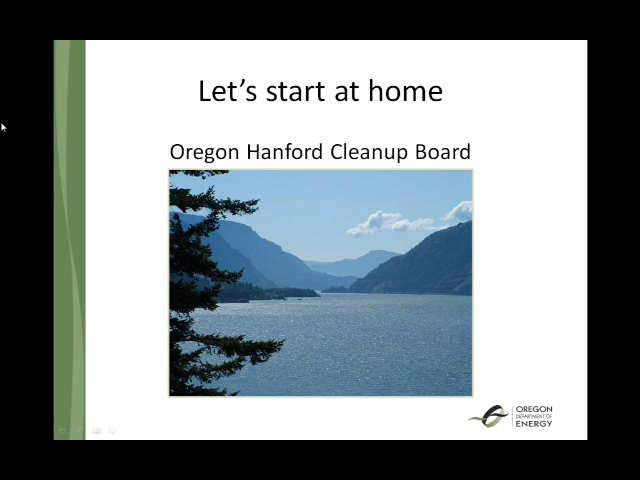 Let's start at home
Oregon Hanford Cleanup Board
OREGON
DEPARTMENT OF
ENERGY